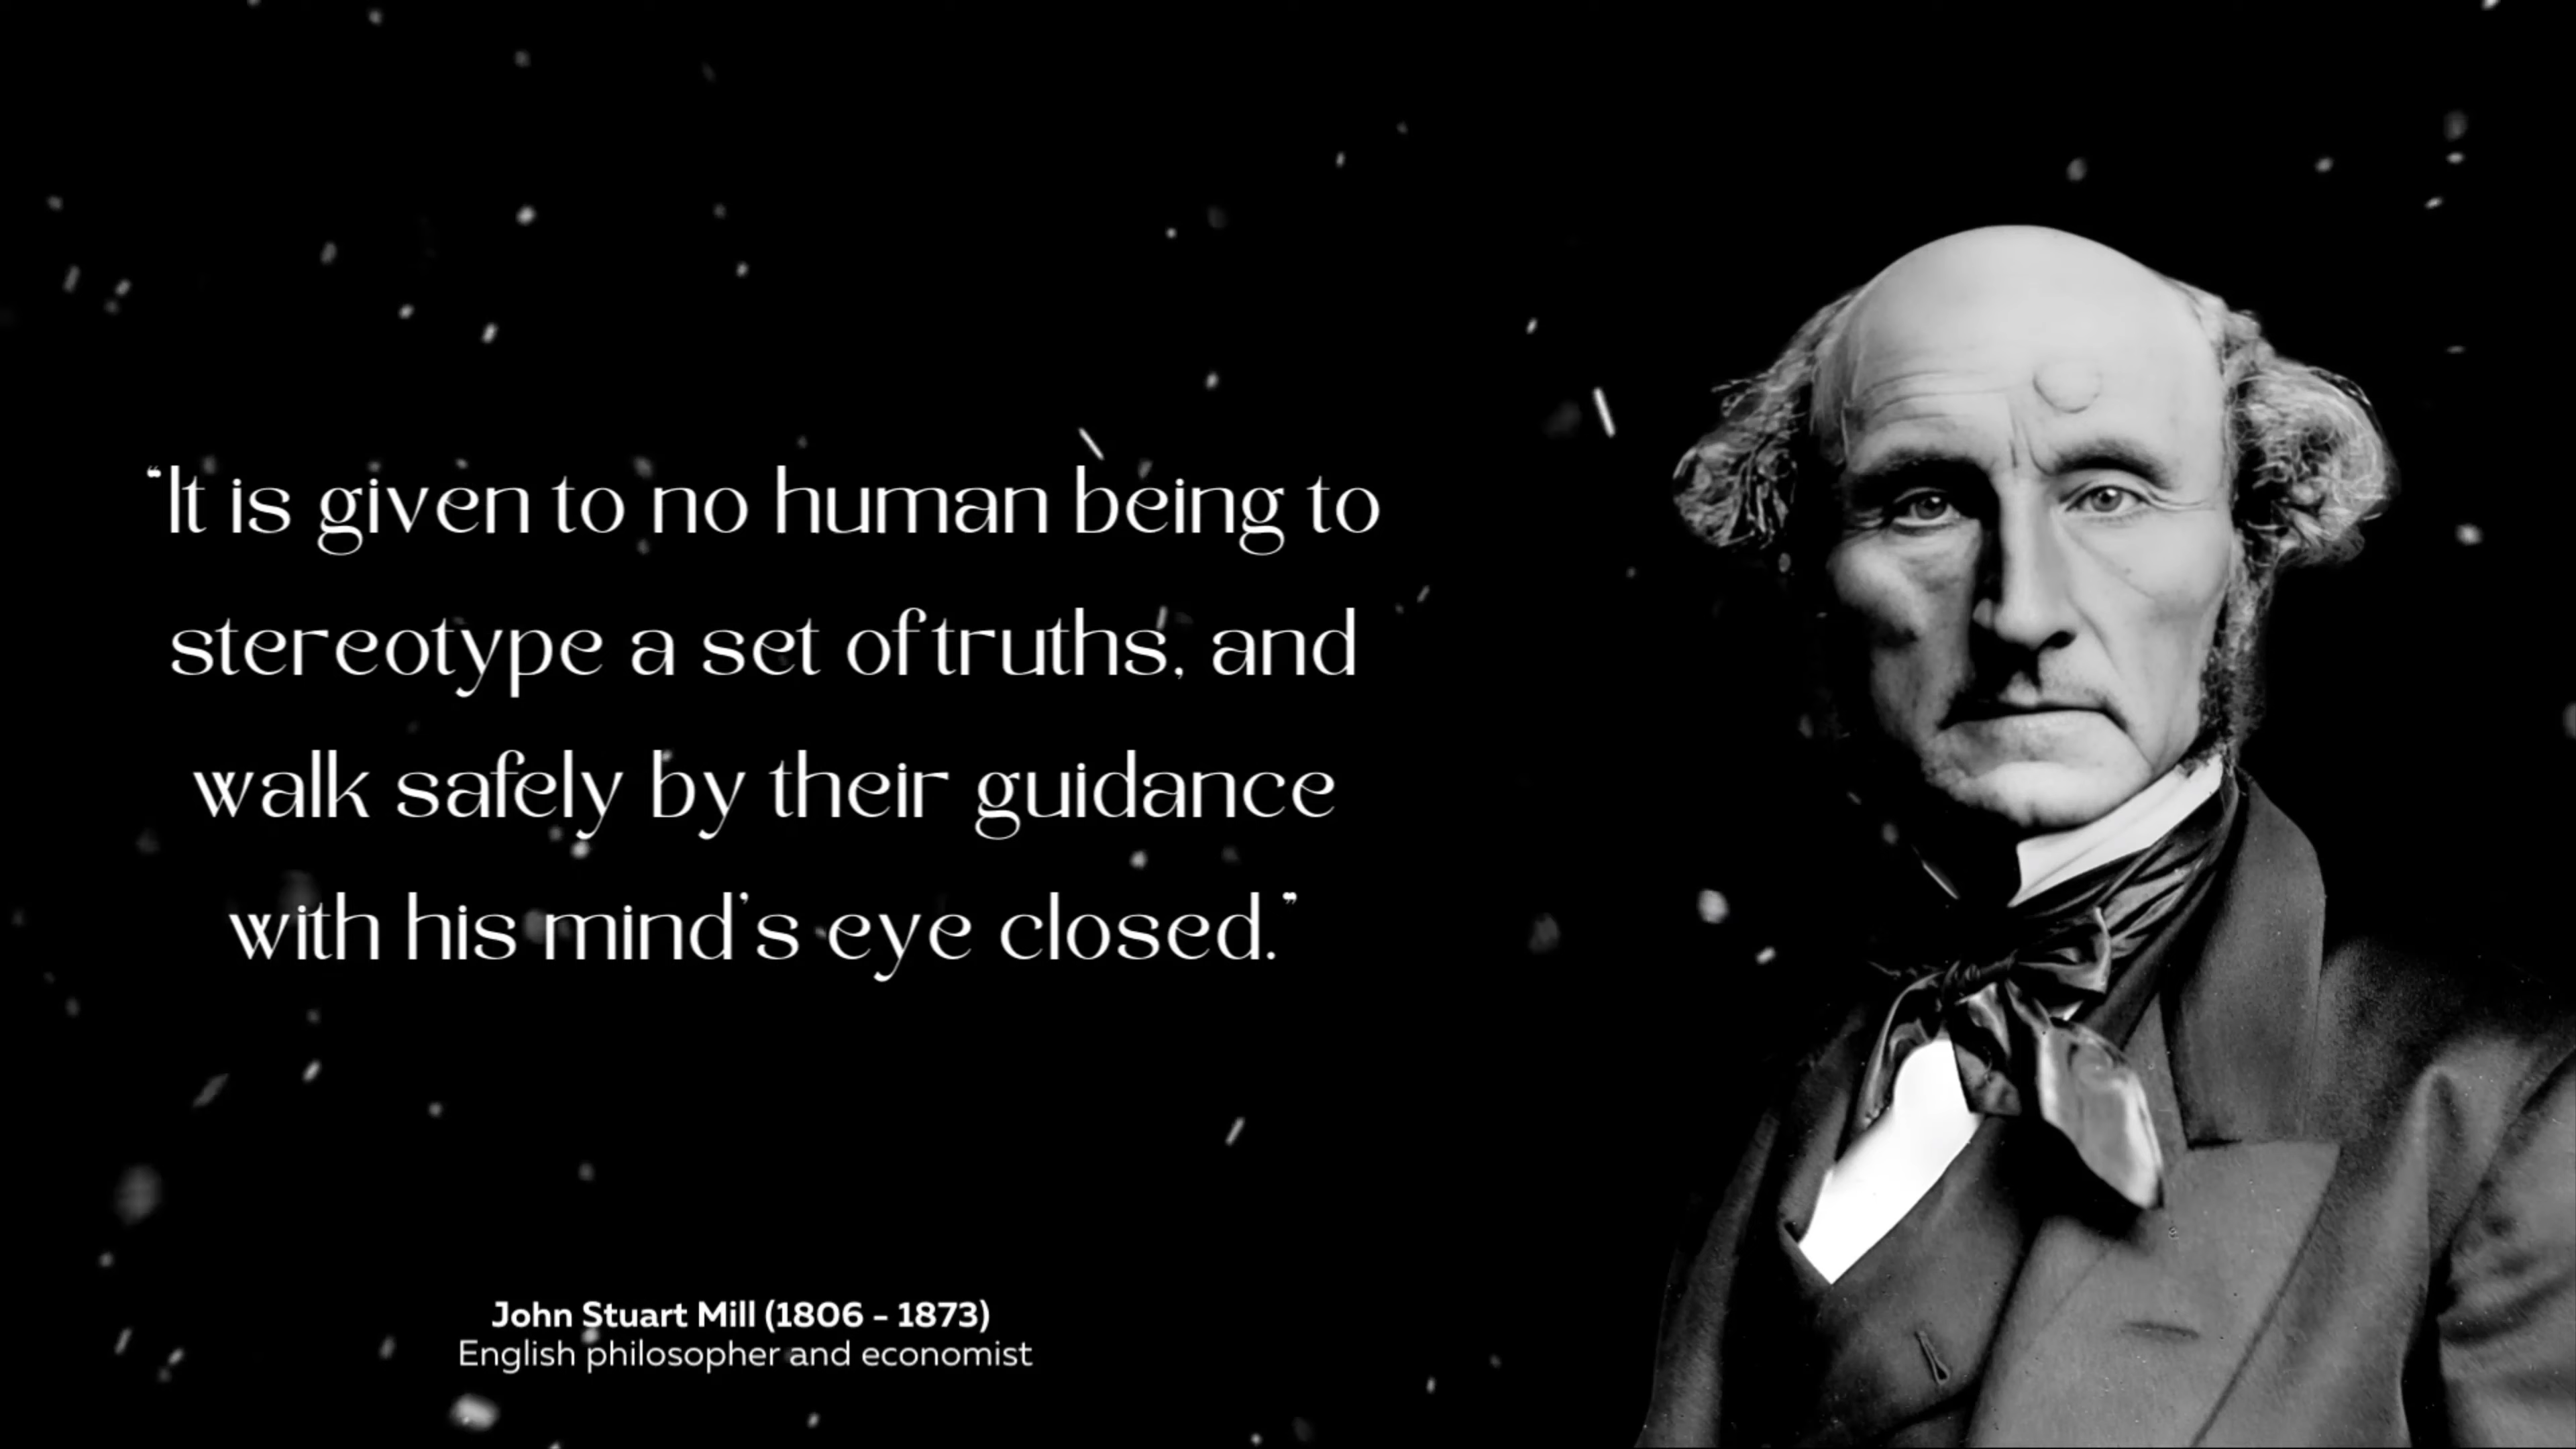 “It is given to no human being to
stereotype a set of truths, and
walk safely by their guidance
with his mind’s eye closed.”
John Stuart Mill (1806 - 1873)
English philosopher and economist